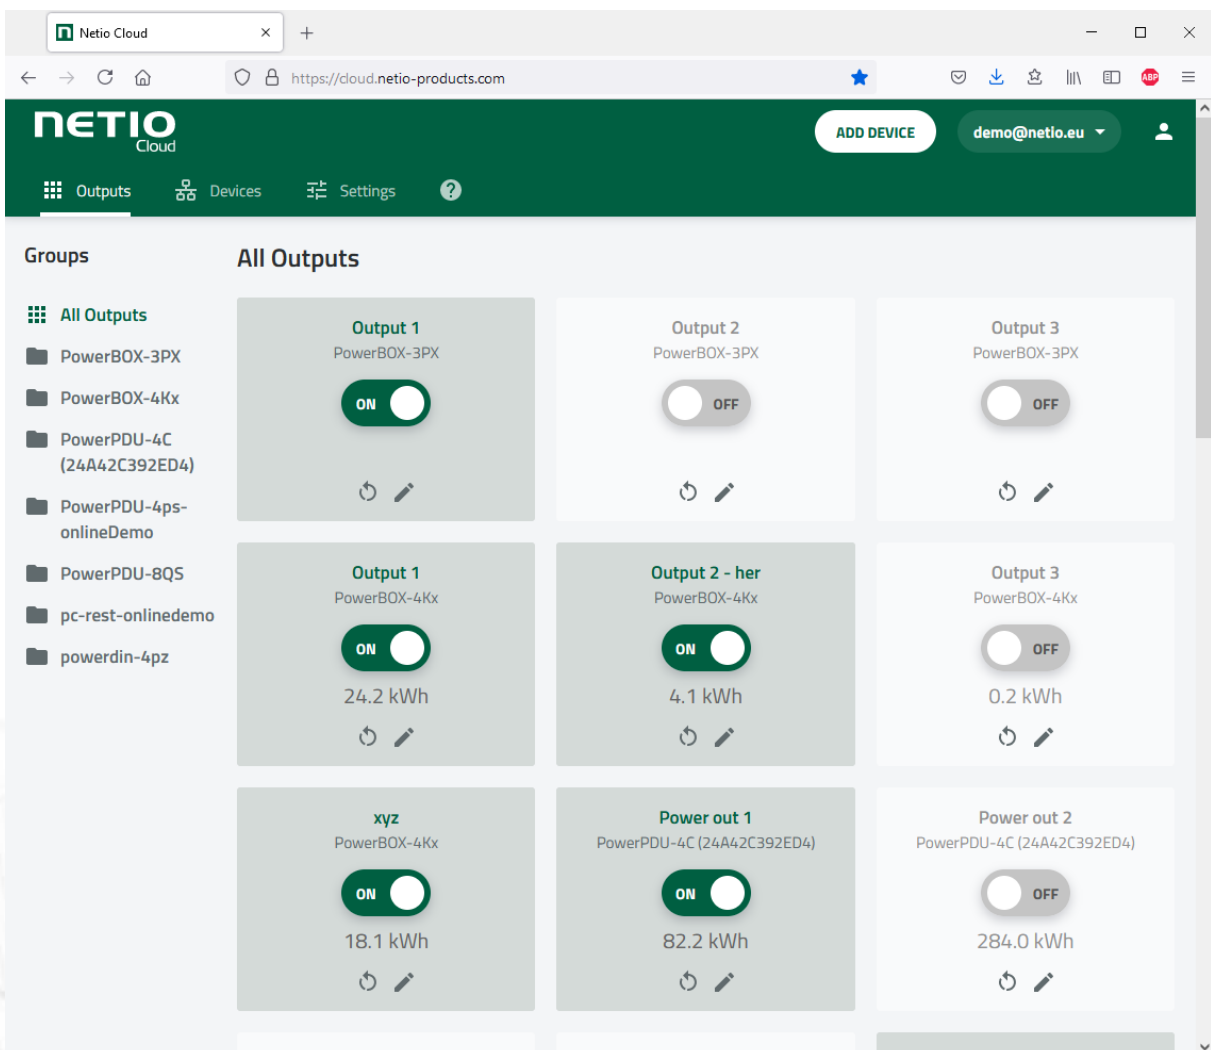 Netio Cloud
https://cloud.netio-products.com
ABP
NETIO
Cloud
ADD DEVICE
demo@netio.eu
Outputs
Devices
Settings
?
Groups
All Outputs
PowerBOX-3PX
PowerBOX-4Kx
PowerPDU-4C
(24A42C392ED4)
PowerPDU-4ps-
onlineDemo
PowerPDU-8QS
pc-rest-onlinedemo
powerdin-4pz
All Outputs
Output 1
PowerBOX-3PX
ON
Output 2
PowerBOX-3PX
OFF
Output 3
PowerBOX-3PX
OFF
Output 1
PowerBOX-4Kx
ON
24.2 kWh
Output 2 - her
PowerBOX-4Kx
ON
4.1 kWh
Output 3
PowerBOX-4Kx
OFF
0.2 kWh
xyz
PowerBOX-4Kx
ON
18.1 kWh
Power out 1
PowerPDU-4C (24A42C392ED4)
ON
82.2 kWh
Power out 2
PowerPDU-4C (24A42C392ED4)
OFF
284.0 kWh